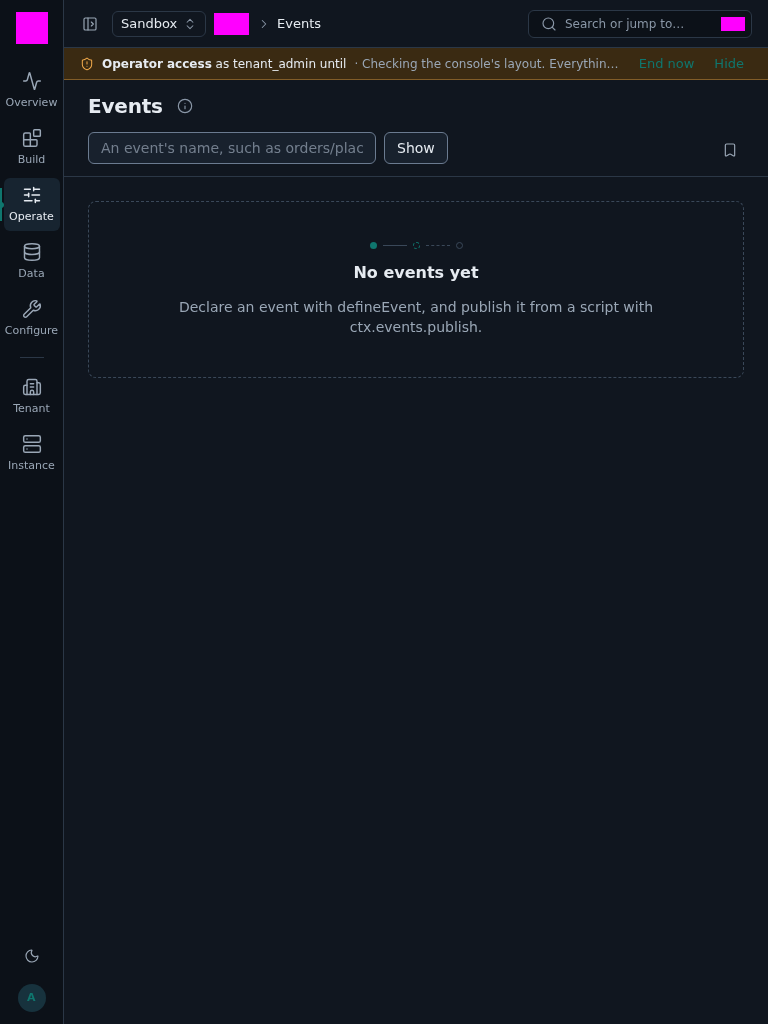 Sandbox
Events
Search or jump to…
Operator access as tenant_admin until · Checking the console's layout. Everythin…
End now
Hide
Overview
Build
Operate
Data
Configure
Tenant
Instance
Events
An event's name, such as orders/plac
Show
No events yet
Declare an event with defineEvent, and publish it from a script with
ctx.events.publish.
A